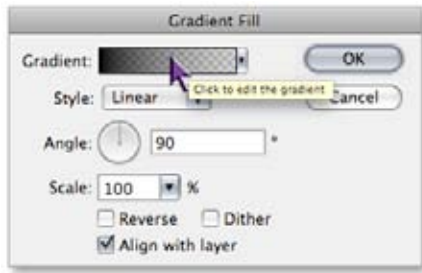 Gradient Fill
Gradient:
OK
Click to edit the gradient
Style: Linear
Cancel
Angle: 90 °
Scale: 100 %
Reverse Dither
Align with layer